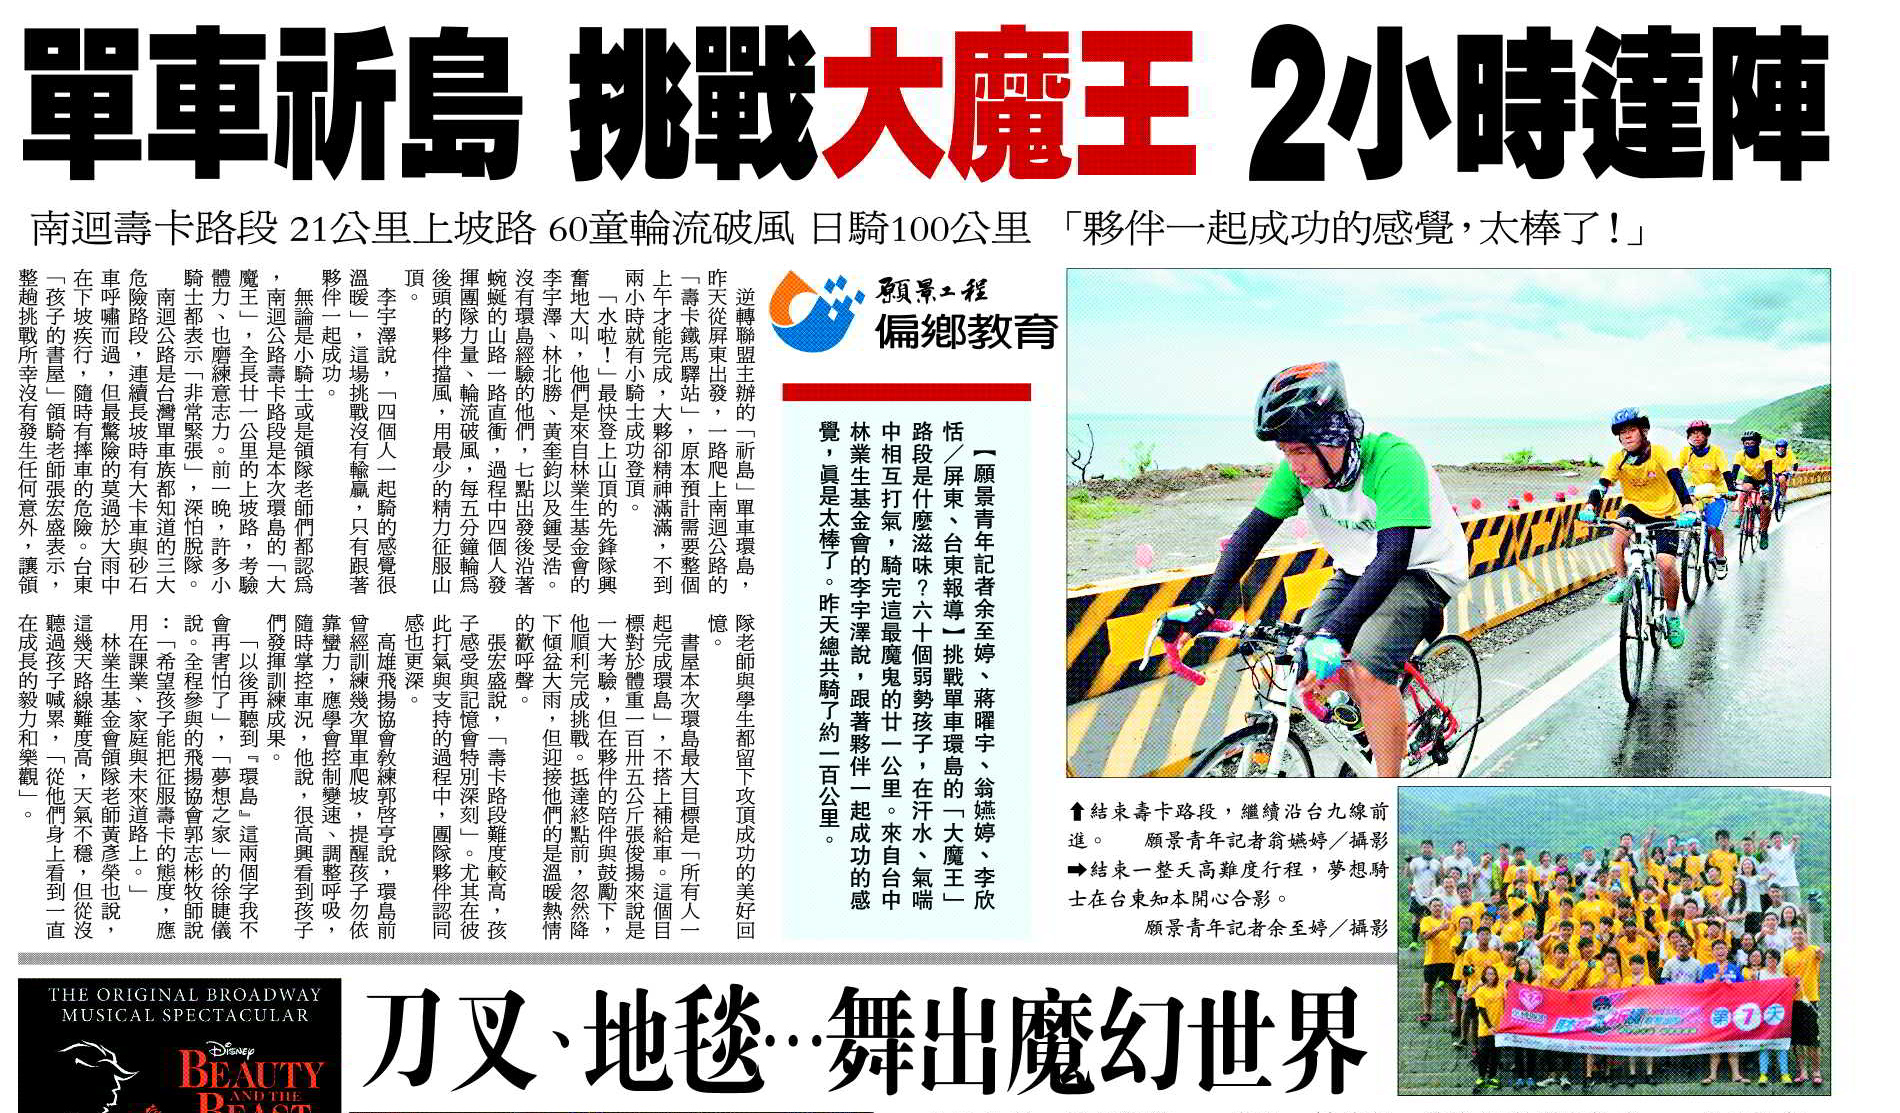 單車祈島 挑戰大魔王 2小時達陣
南迴壽卡路段 21公里上坡路 60童輪流破風 日騎100公里 「夥伴一起成功的感覺，太棒了！」
願景工程
偏鄉教育
【願景青年記者余至婷、蔣曜宇、翁嬿婷、李欣
恬／屏東、台東報導】挑戰單車環島的「大魔王」
路段是什麼滋味？六十個弱勢孩子，在汗水、氣喘
中相互打氣，騎完這最魔鬼的廿一公里。來自台中
林業生基金會的李宇澤說，跟著夥伴一起成功的感
覺，真是太棒了。昨天總共騎了約一百公里。
逆轉聯盟主辦的「祈島」單車環島，
昨天從屏東出發，一路爬上南迴公路的
「壽卡鐵馬驛站」，原本預計需要整個
上午才能完成，大夥卻精神滿滿，不到
兩小時就有小騎士成功登頂。
「水啦！」最快登上山頂的先鋒隊興
奮地大叫，他們是來自林業生基金會的
李宇澤、林北勝、黃奎鈞以及鍾旻浩。
沒有環島經驗的他們，七點出發後沿著
蜿蜒的山路一路直衝，過程中四個人發
揮團隊力量、輪流破風，每五分鐘輪為
後頭的夥伴擋風，用最少的精力征服山
頂。
李宇澤說，「四個人一起騎的感覺很
溫暖」，這場挑戰沒有輸贏，只有跟著
夥伴一起成功。
無論是小騎士或是領隊老師們都認為
，南迴公路壽卡路段是本次環島的「大
魔王」，全長廿一公里的上坡路，考驗
體力、也磨練意志力。前一晚，許多小
騎士都表示「非常緊張」，深怕脫隊。
南迴公路是台灣單車族都知道的三大
危險路段，連續長坡時有大卡車與砂石
車呼嘯而過，但最驚險的莫過於大雨中
在下坡疾行，隨時有摔車的危險。台東
「孩子的書屋」領騎老師張宏盛表示，
整趟挑戰所幸沒有發生任何意外，讓領
隊老師與學生都留下攻頂成功的美好回
憶。
書屋本次環島最大目標是「所有人一
起完成環島」，不搭上補給車。這個目
標對於體重一百卅五公斤張俊揚來說是
一大考驗，但在夥伴的陪伴與鼓勵下，
他順利完成挑戰。抵達終點前，忽然降
下傾盆大雨，但迎接他們的是溫暖熱情
的歡呼聲。
張宏盛說，「壽卡路段難度較高，孩
子感受與記憶會特別深刻」。尤其在彼
此打氣與支持的過程中，團隊夥伴認同
感也更深。
高雄飛揚協會教練郭啓亨說，環島前
曾經訓練幾次單車爬坡，提醒孩子勿依
靠蠻力，應學會控制變速、調整呼吸，
隨時掌控車況，他說，很高興看到孩子
們發揮訓練成果。
「以後再聽到『環島』這兩個字我不
會再害怕了」，「夢想之家」的徐睷儀
說。全程參與的飛揚協會郭志彬牧師說
：「希望孩子能把征服壽卡的態度，應
用在課業、家庭與未來道路上。」
林業生基金會領隊老師黃彥榮也說，
這幾天路線難度高，天氣不穩，但從沒
聽過孩子喊累，「從他們身上看到一直
在成長的毅力和樂觀」。
⬆結束壽卡路段，繼續沿台九線前
進。 願景青年記者翁嬿婷／攝影
➡結束一整天高難度行程，夢想騎
士在台東知本開心合影。
願景青年記者余至婷／攝影
第7天
刀叉、地毯…舞出魔幻世界
THE ORIGINAL BROADWAY
MUSICAL SPECTACULAR
Disney
BEAUTY
AND THE
BEAST